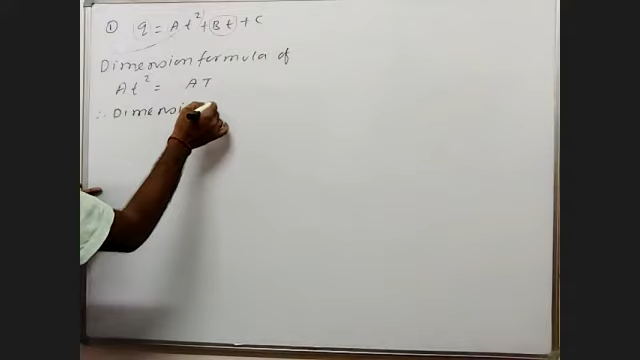 ① q = At² + Bt + C
Dimension formula of
At² = AT
∴ Dimensi